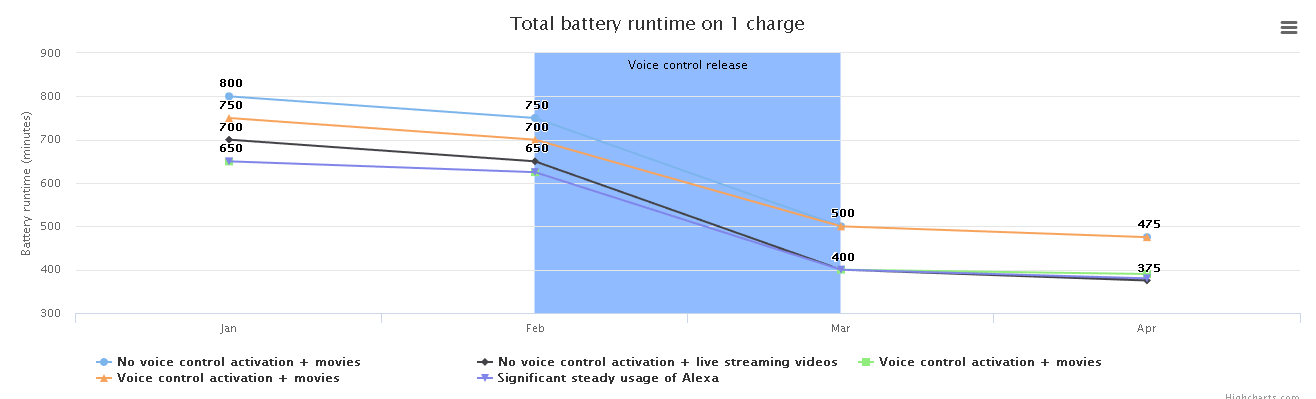 Total battery runtime on 1 charge
Battery runtime (minutes)
900
800
700
600
500
400
300
Voice control release
800
750
700
650
750
700
650
500
400
475
375
Jan Feb Mar Apr
No voice control activation + movies No voice control activation + live streaming videos Voice control activation + movies
Voice control activation + movies Significant steady usage of Alexa
Highcharts.com